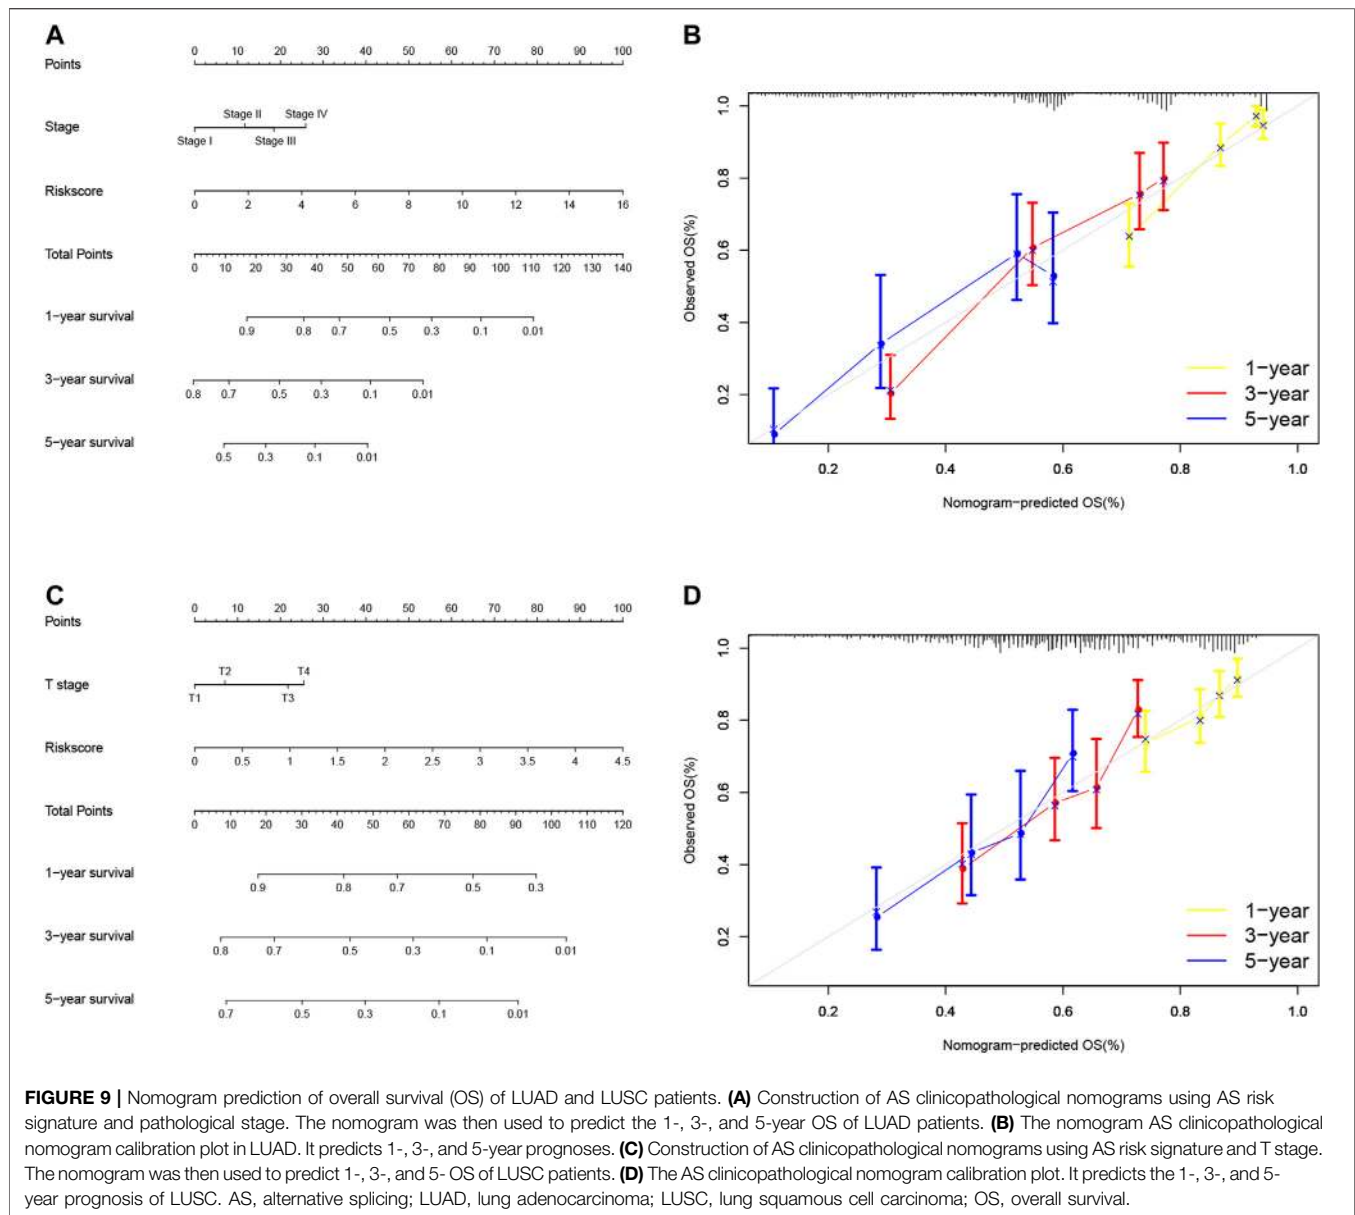 A
Points
0 10 20 30 40 50 60 70 80 90 100
Stage II Stage IV
Stage
Stage I Stage III
Riskscore
0 2 4 6 8 10 12 14 16
Total Points
0 10 20 30 40 50 60 70 80 90 100 110 120 130 140
1−year survival
0.9 0.8 0.7 0.5 0.3 0.1 0.01
3−year survival
0.8 0.7 0.5 0.3 0.1 0.01
5−year survival
0.5 0.3 0.1 0.01
B
Observed OS(%)
1.0
0.8
0.6
0.4
0.2
1−year
3−year
5−year
0.2 0.4 0.6 0.8 1.0
Nomogram−predicted OS(%)
C
Points
0 10 20 30 40 50 60 70 80 90 100
T2 T4
T stage
T1 T3
Riskscore
0 0.5 1 1.5 2 2.5 3 3.5 4 4.5
Total Points
0 10 20 30 40 50 60 70 80 90 100 110 120
1−year survival
0.9 0.8 0.7 0.5 0.3
3−year survival
0.8 0.7 0.5 0.3 0.1 0.01
5−year survival
0.7 0.5 0.3 0.1 0.01
D
Observed OS(%)
1.0
0.8
0.6
0.4
0.2
1−year
3−year
5−year
0.2 0.4 0.6 0.8 1.0
Nomogram−predicted OS(%)
FIGURE 9 | Nomogram prediction of overall survival (OS) of LUAD and LUSC patients. (A) Construction of AS clinicopathological nomograms using AS risk
signature and pathological stage. The nomogram was then used to predict the 1-, 3-, and 5-year OS of LUAD patients. (B) The nomogram AS clinicopathological
nomogram calibration plot in LUAD. It predicts 1-, 3-, and 5-year prognoses. (C) Construction of AS clinicopathological nomograms using AS risk signature and T stage.
The nomogram was then used to predict 1-, 3-, and 5- OS of LUSC patients. (D) The AS clinicopathological nomogram calibration plot. It predicts the 1-, 3-, and 5-
year prognosis of LUSC. AS, alternative splicing; LUAD, lung adenocarcinoma; LUSC, lung squamous cell carcinoma; OS, overall survival.